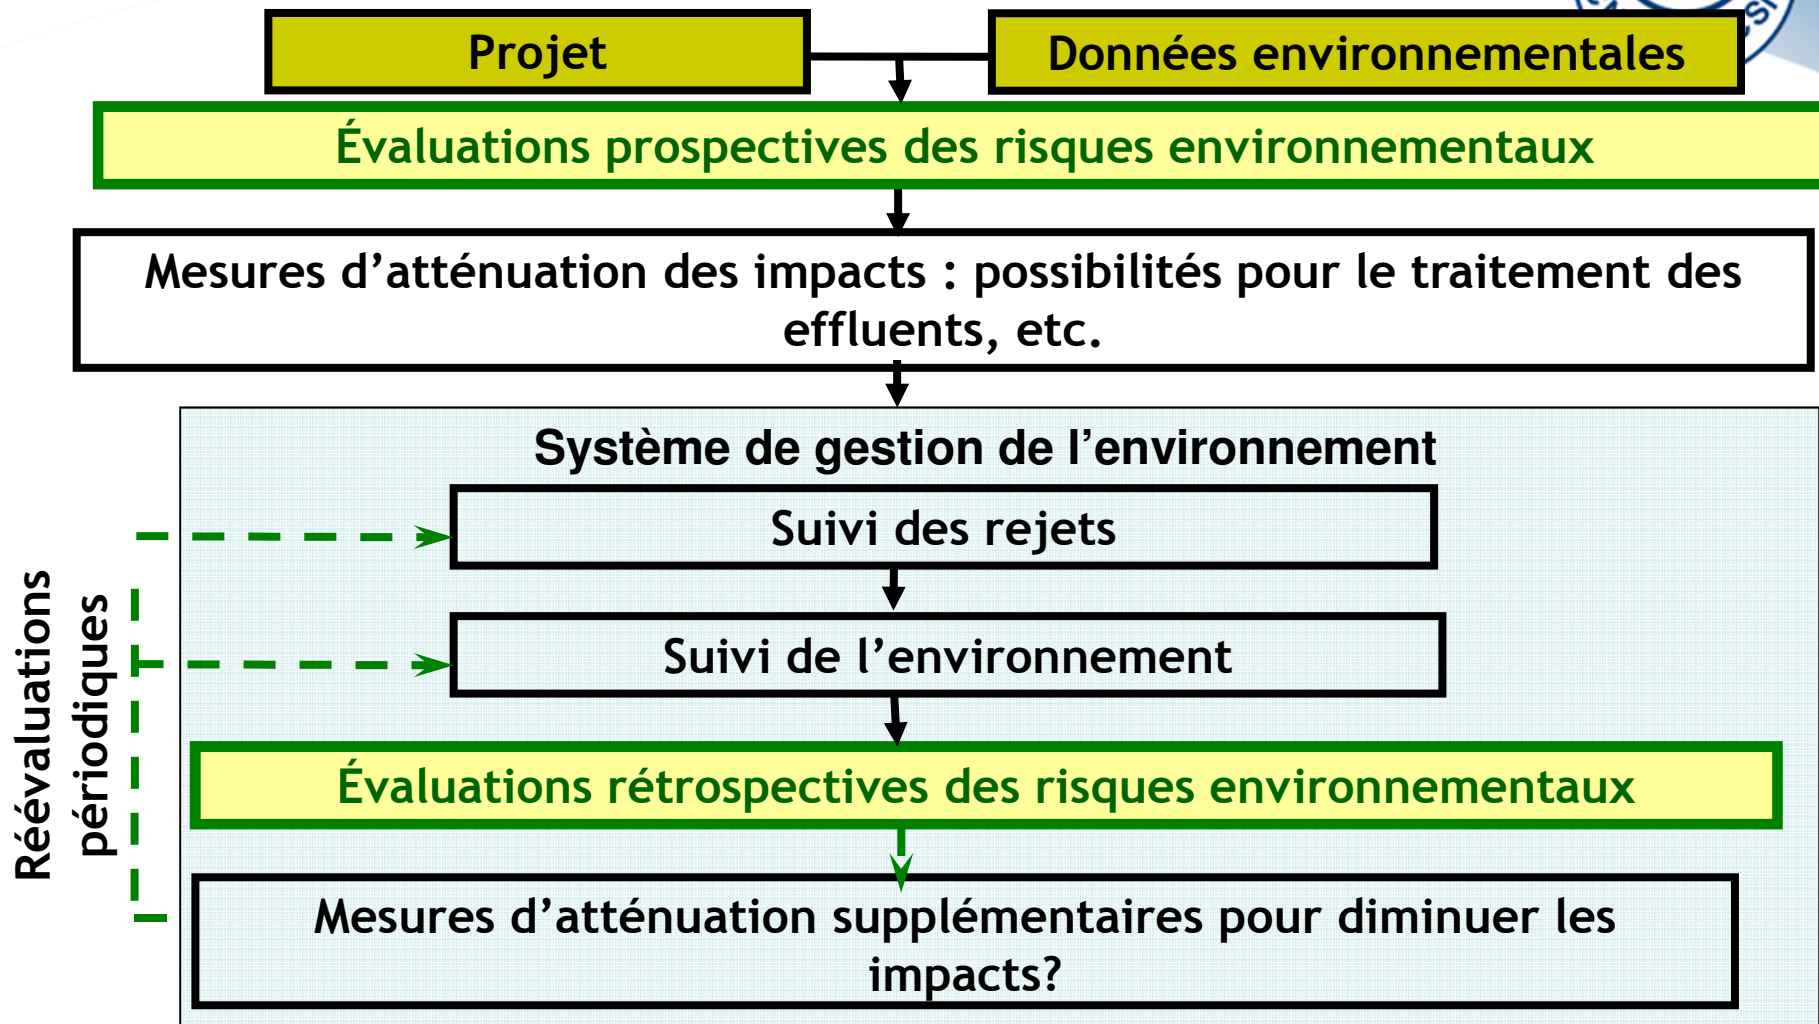 Projet
Données environnementales
Évaluations prospectives des risques environnementaux
Mesures d’atténuation des impacts : possibilités pour le traitement des
effluents, etc.
Système de gestion de l’environnement
Suivi des rejets
Suivi de l’environnement
Réévaluations
périodiques
Évaluations rétrospectives des risques environnementaux
Mesures d’atténuation supplémentaires pour diminuer les
impacts?